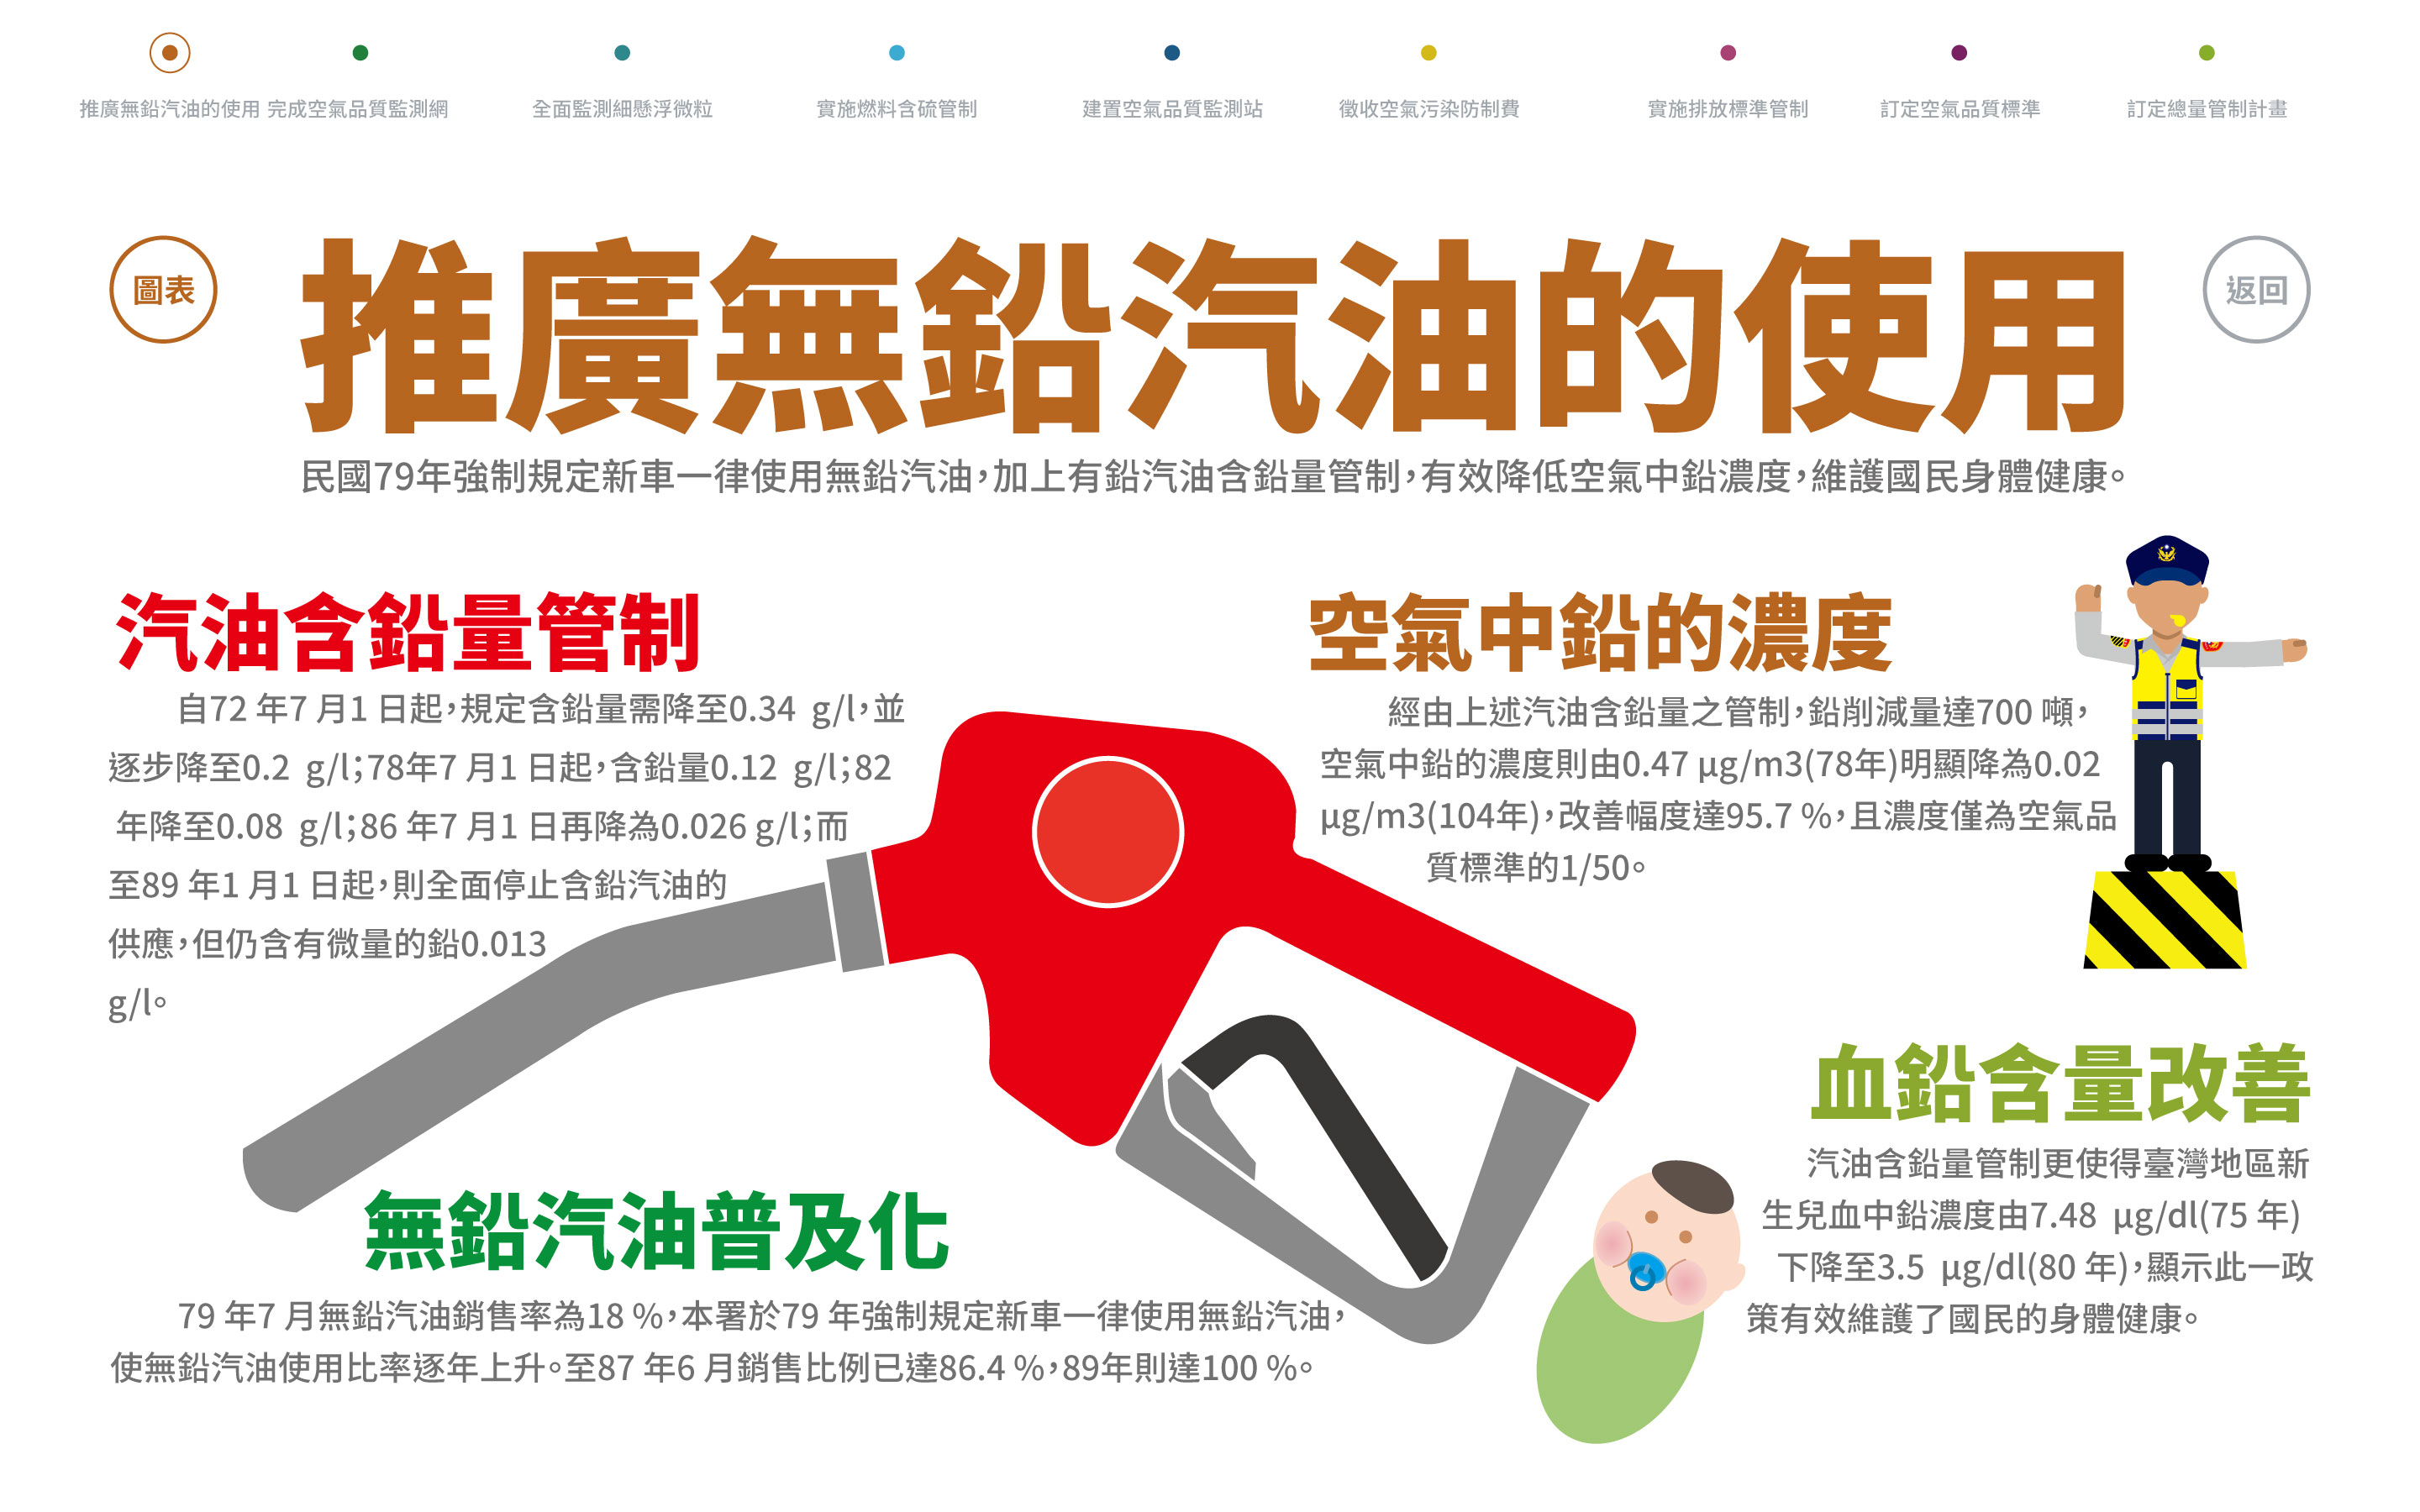 推廣無鉛汽油的使用 完成空氣品質監測網 全面監測細懸浮微粒 實施燃料含硫管制 建置空氣品質監測站 徵收空氣污染防制費 實施排放標準管制 訂定空氣品質標準 訂定總量管制計畫
圖表
推廣無鉛汽油的使用
返回
民國79年強制規定新車一律使用無鉛汽油，加上有鉛汽油含鉛量管制，有效降低空氣中鉛濃度，維護國民身體健康。
汽油含鉛量管制
自72 年7 月1 日起，規定含鉛量需降至0.34 g/l，並
逐步降至0.2 g/l；78年7 月1 日起，含鉛量0.12 g/l；82
年降至0.08 g/l；86 年7 月1 日再降為0.026 g/l；而
至89 年1 月1 日起，則全面停止含鉛汽油的
供應，但仍含有微量的鉛0.013
g/l。
空氣中鉛的濃度
經由上述汽油含鉛量之管制，鉛削減量達700 噸，
空氣中鉛的濃度則由0.47 μg/m3(78年)明顯降為0.02
μg/m3(104年)，改善幅度達95.7 %，且濃度僅為空氣品
質標準的1/50。
血鉛含量改善
汽油含鉛量管制更使得臺灣地區新
生兒血中鉛濃度由7.48 μg/dl(75 年)
下降至3.5 μg/dl(80 年)，顯示此一政
策有效維護了國民的身體健康。
無鉛汽油普及化
79 年7 月無鉛汽油銷售率為18 %，本署於79 年強制規定新車一律使用無鉛汽油，
使無鉛汽油使用比率逐年上升。至87 年6 月銷售比例已達86.4 %，89年則達100 %。